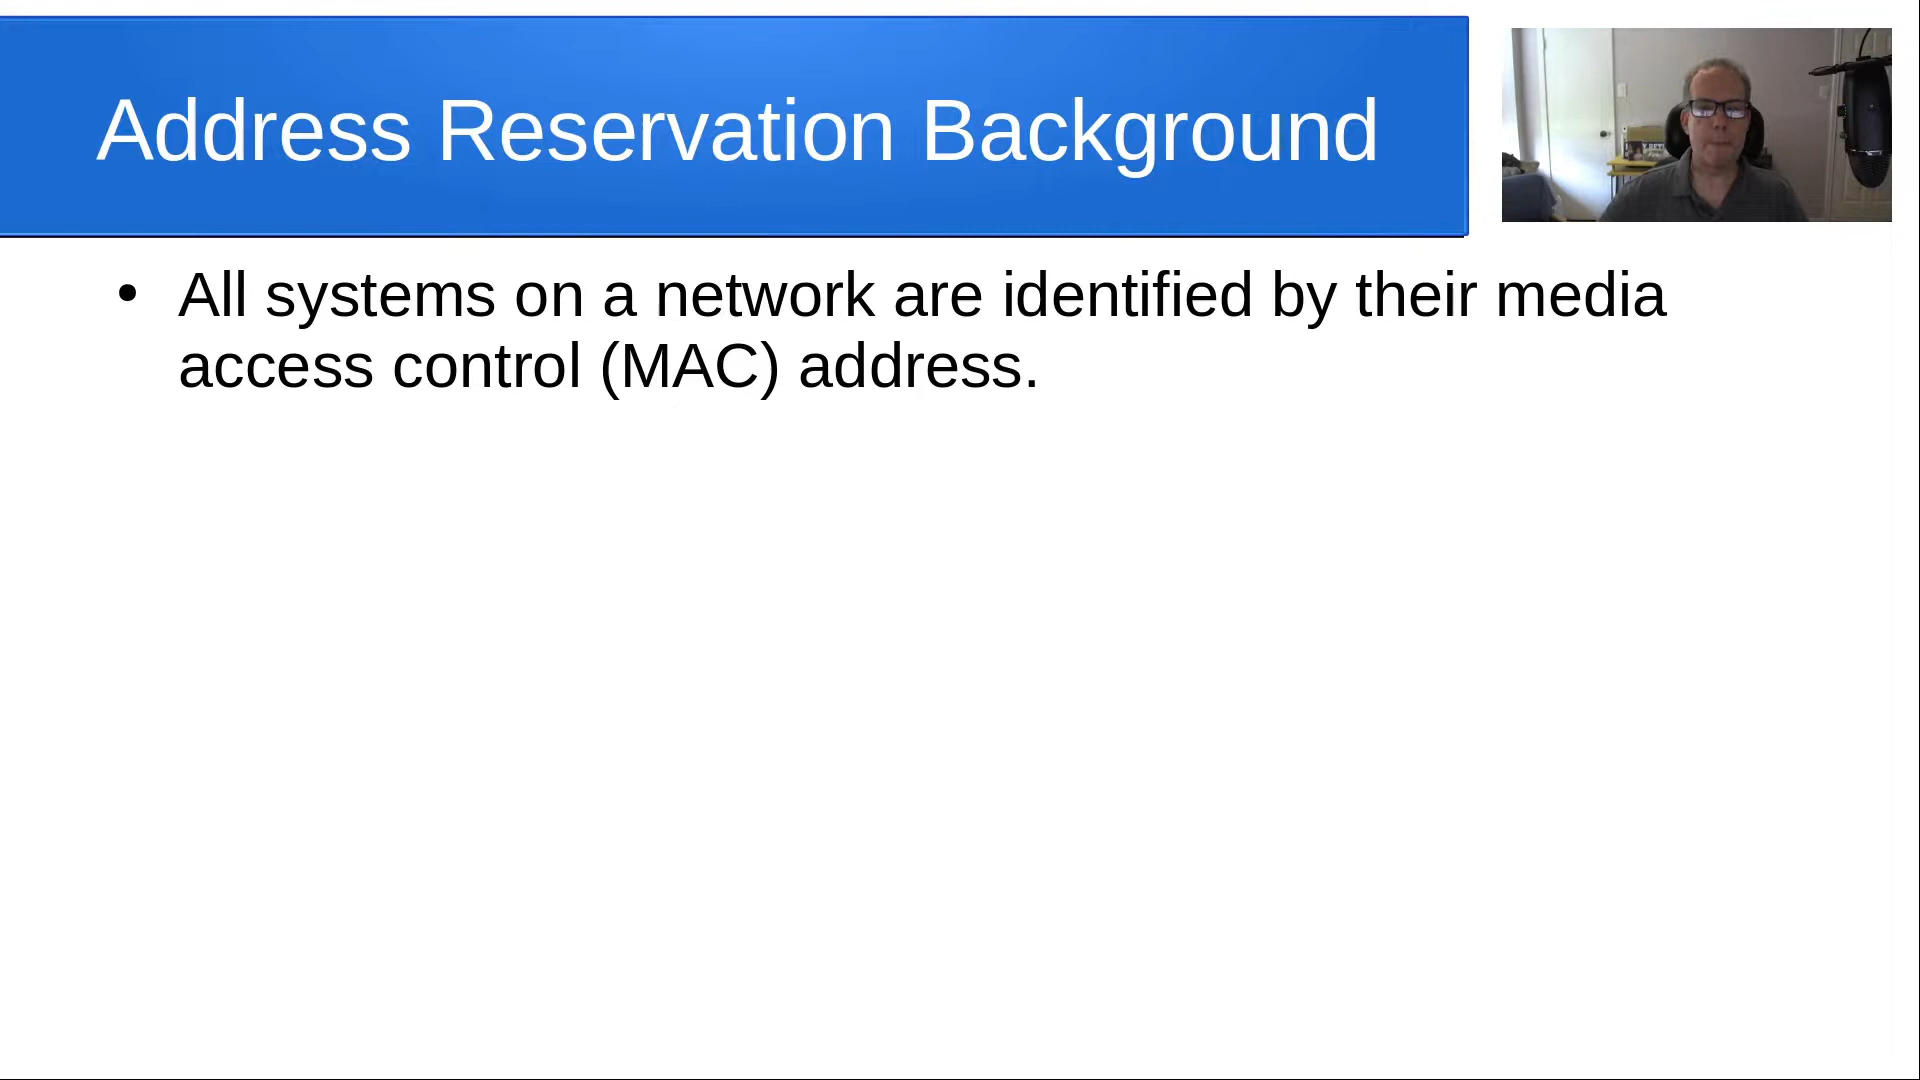 Address Reservation Background
• All systems on a network are identified by their media
access control (MAC) address.